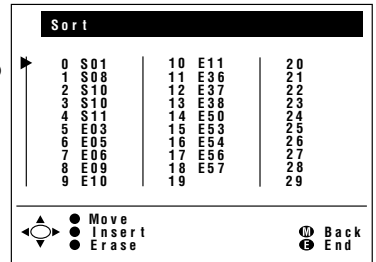 Sort
0 S01 10 E11 20
1 S08 11 E36 21
2 S10 12 E37 22
3 S10 13 E38 23
4 S11 14 E50 24
5 E03 15 E53 25
6 E05 16 E54 26
7 E06 17 E56 27
8 E09 18 E57 28
9 E10 19 29
Move
Insert M Back
Erase E End